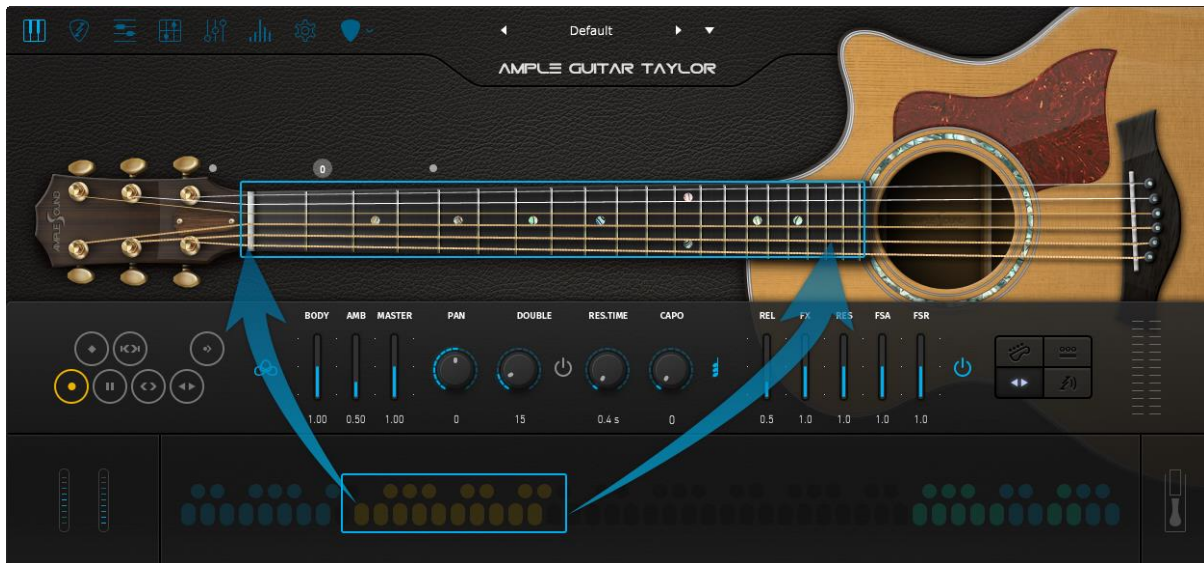 Default
AMPLE GUITAR TAYLOR
0
AMPLE SOUND
BODY AMB MASTER PAN DOUBLE RES.TIME CAPO REL FX RES FSA FSR
1.00 0.50 1.00 0 15 0.4 s 0 0.5 1.0 1.0 1.0 1.0